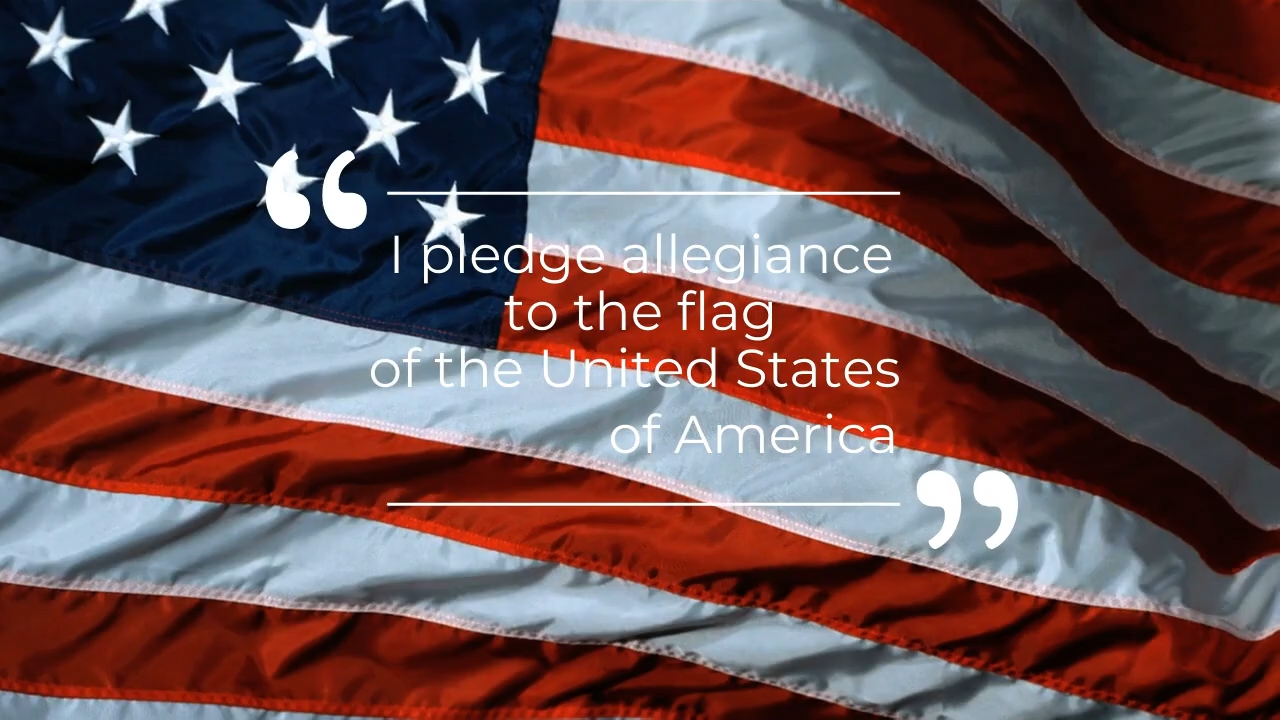 “
I pledge allegiance
to the flag
of the United States
of America
”